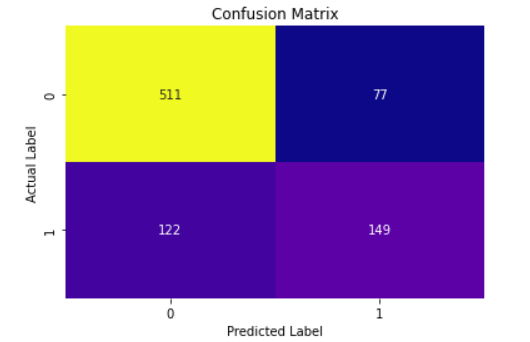 Confusion Matrix
Actual Label
0
511
77
1
122
149
0
1
Predicted Label